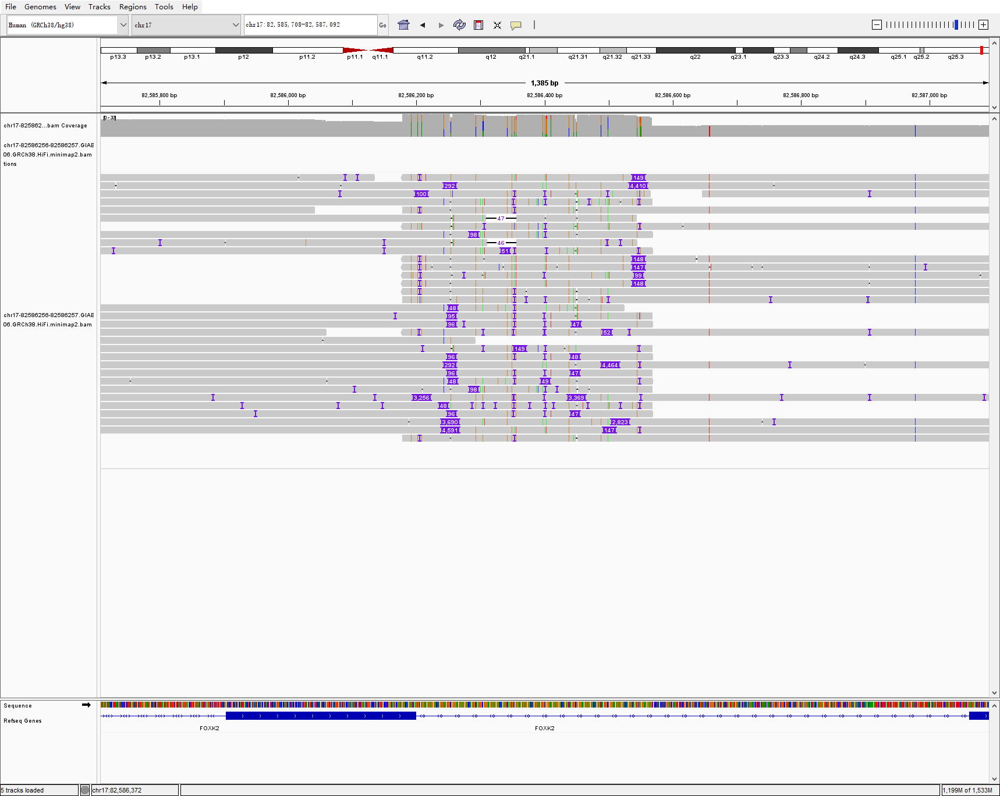 File Genomes View Tracks Regions Tools Help
Human (GRCh38/hg38) chr17 chr17:82,585,708-82,587,092 Go
p13.3 p13.2 p13.1 p12 p11.2 p11.1 q11.1 q11.2 q12 q21.1 q21.31 q21.32 q21.33 q22 q23.1 q23.3 q24.2 q24.3 q25.1 q25.2 q25.3
1,385 bp
82,585,800 bp 82,586,000 bp 82,586,200 bp 82,586,400 bp 82,586,600 bp 82,586,800 bp 82,587,000 bp
[0-33]
chr17-825862...bam Coverage
chr17-82586256-82586257.GIAB
06.GRCh38.HiFi.minimap2.bam
tions
149
292 4,410
100
47
98
46
51
148
147
99
148
48
95
chr17-82586256-82586257.GIAB
96 47
06.GRCh38.HiFi.minimap2.bam
52
149
96 48
292 4,464
96 47
48 49
98
3,256 3,369
48
96 47
3,690 2,823
4,591 147
Sequence
Refseq Genes
FOXK2 FOXK2
5 tracks loaded chr17:82,586,372 1,199M of 1,533M